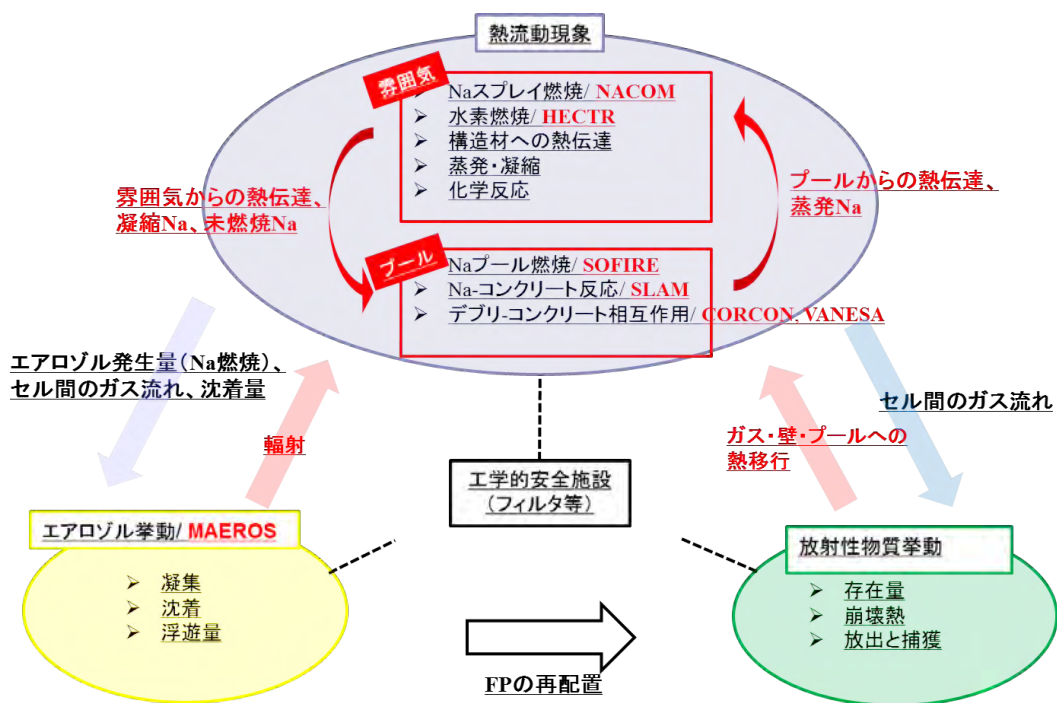 熱流動現象
雰囲気
➢ Naスプレイ燃焼/ NACOM
➢ 水素燃焼/ HECTR
➢ 構造材への熱伝達
➢ 蒸発・凝縮
➢ 化学反応
雰囲気からの熱伝達、
凝縮Na、未燃焼Na
プールからの熱伝達、
蒸発Na
プール
Naプール燃焼/ SOFIRE
➢ Na-コンクリート反応/ SLAM
➢ デブリ-コンクリート相互作用/ CORCON, VANESA
エアロゾル発生量(Na燃焼)、
セル間のガス流れ、沈着量
輻射
セル間のガス流れ
ガス・壁・プールへの
熱移行
工学的安全施設
(フィルタ等)
エアロゾル挙動/ MAEROS
➢ 凝集
➢ 沈着
➢ 浮遊量
放射性物質挙動
➢ 存在量
➢ 崩壊熱
➢ 放出と捕獲
FPの再配置